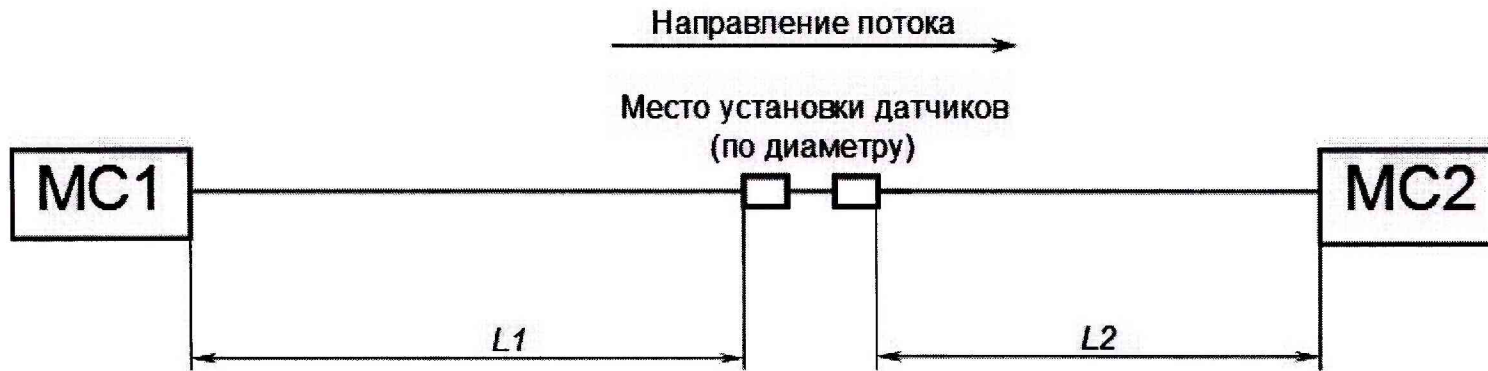 Направление потока
Место установки датчиков
(по диаметру)
МС1
МС2
L1
L2